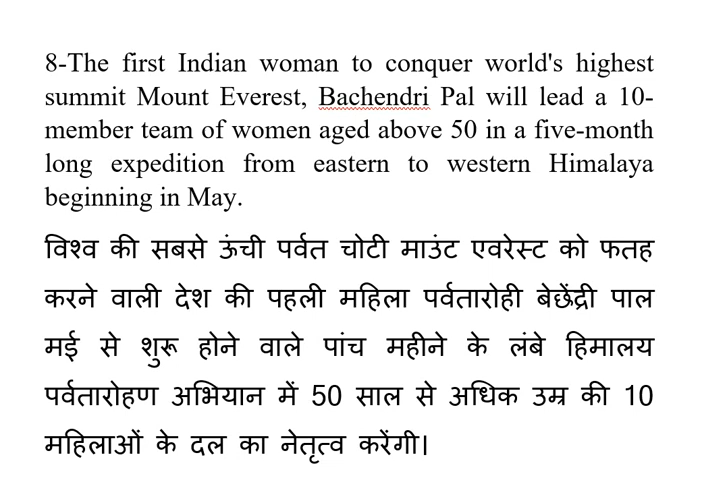 8-The first Indian woman to conquer world's highest
summit Mount Everest, Bachendri Pal will lead a 10-
member team of women aged above 50 in a five-month
long expedition from eastern to western Himalaya
beginning in May.
विश्व की सबसे ऊंची पर्वत चोटी माउंट एवरेस्ट को फतह
करने वाली देश की पहली महिला पर्वतारोही बेछेंद्री पाल
मई से शुरू होने वाले पांच महीने के लंबे हिमालय
पर्वतारोहण अभियान में 50 साल से अधिक उम्र की 10
महिलाओं के दल का नेतृत्व करेंगी।